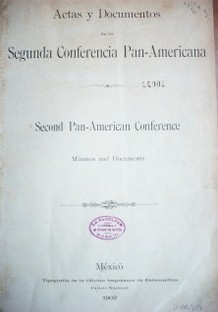 Actas y Documentos
de la
Segunda Conferencia Pan-Americana
Second Pan-American Conference
Minutes and Documents
México
Tipografía de la Oficina Impresora de Estampillas
Palacio Nacional
1902